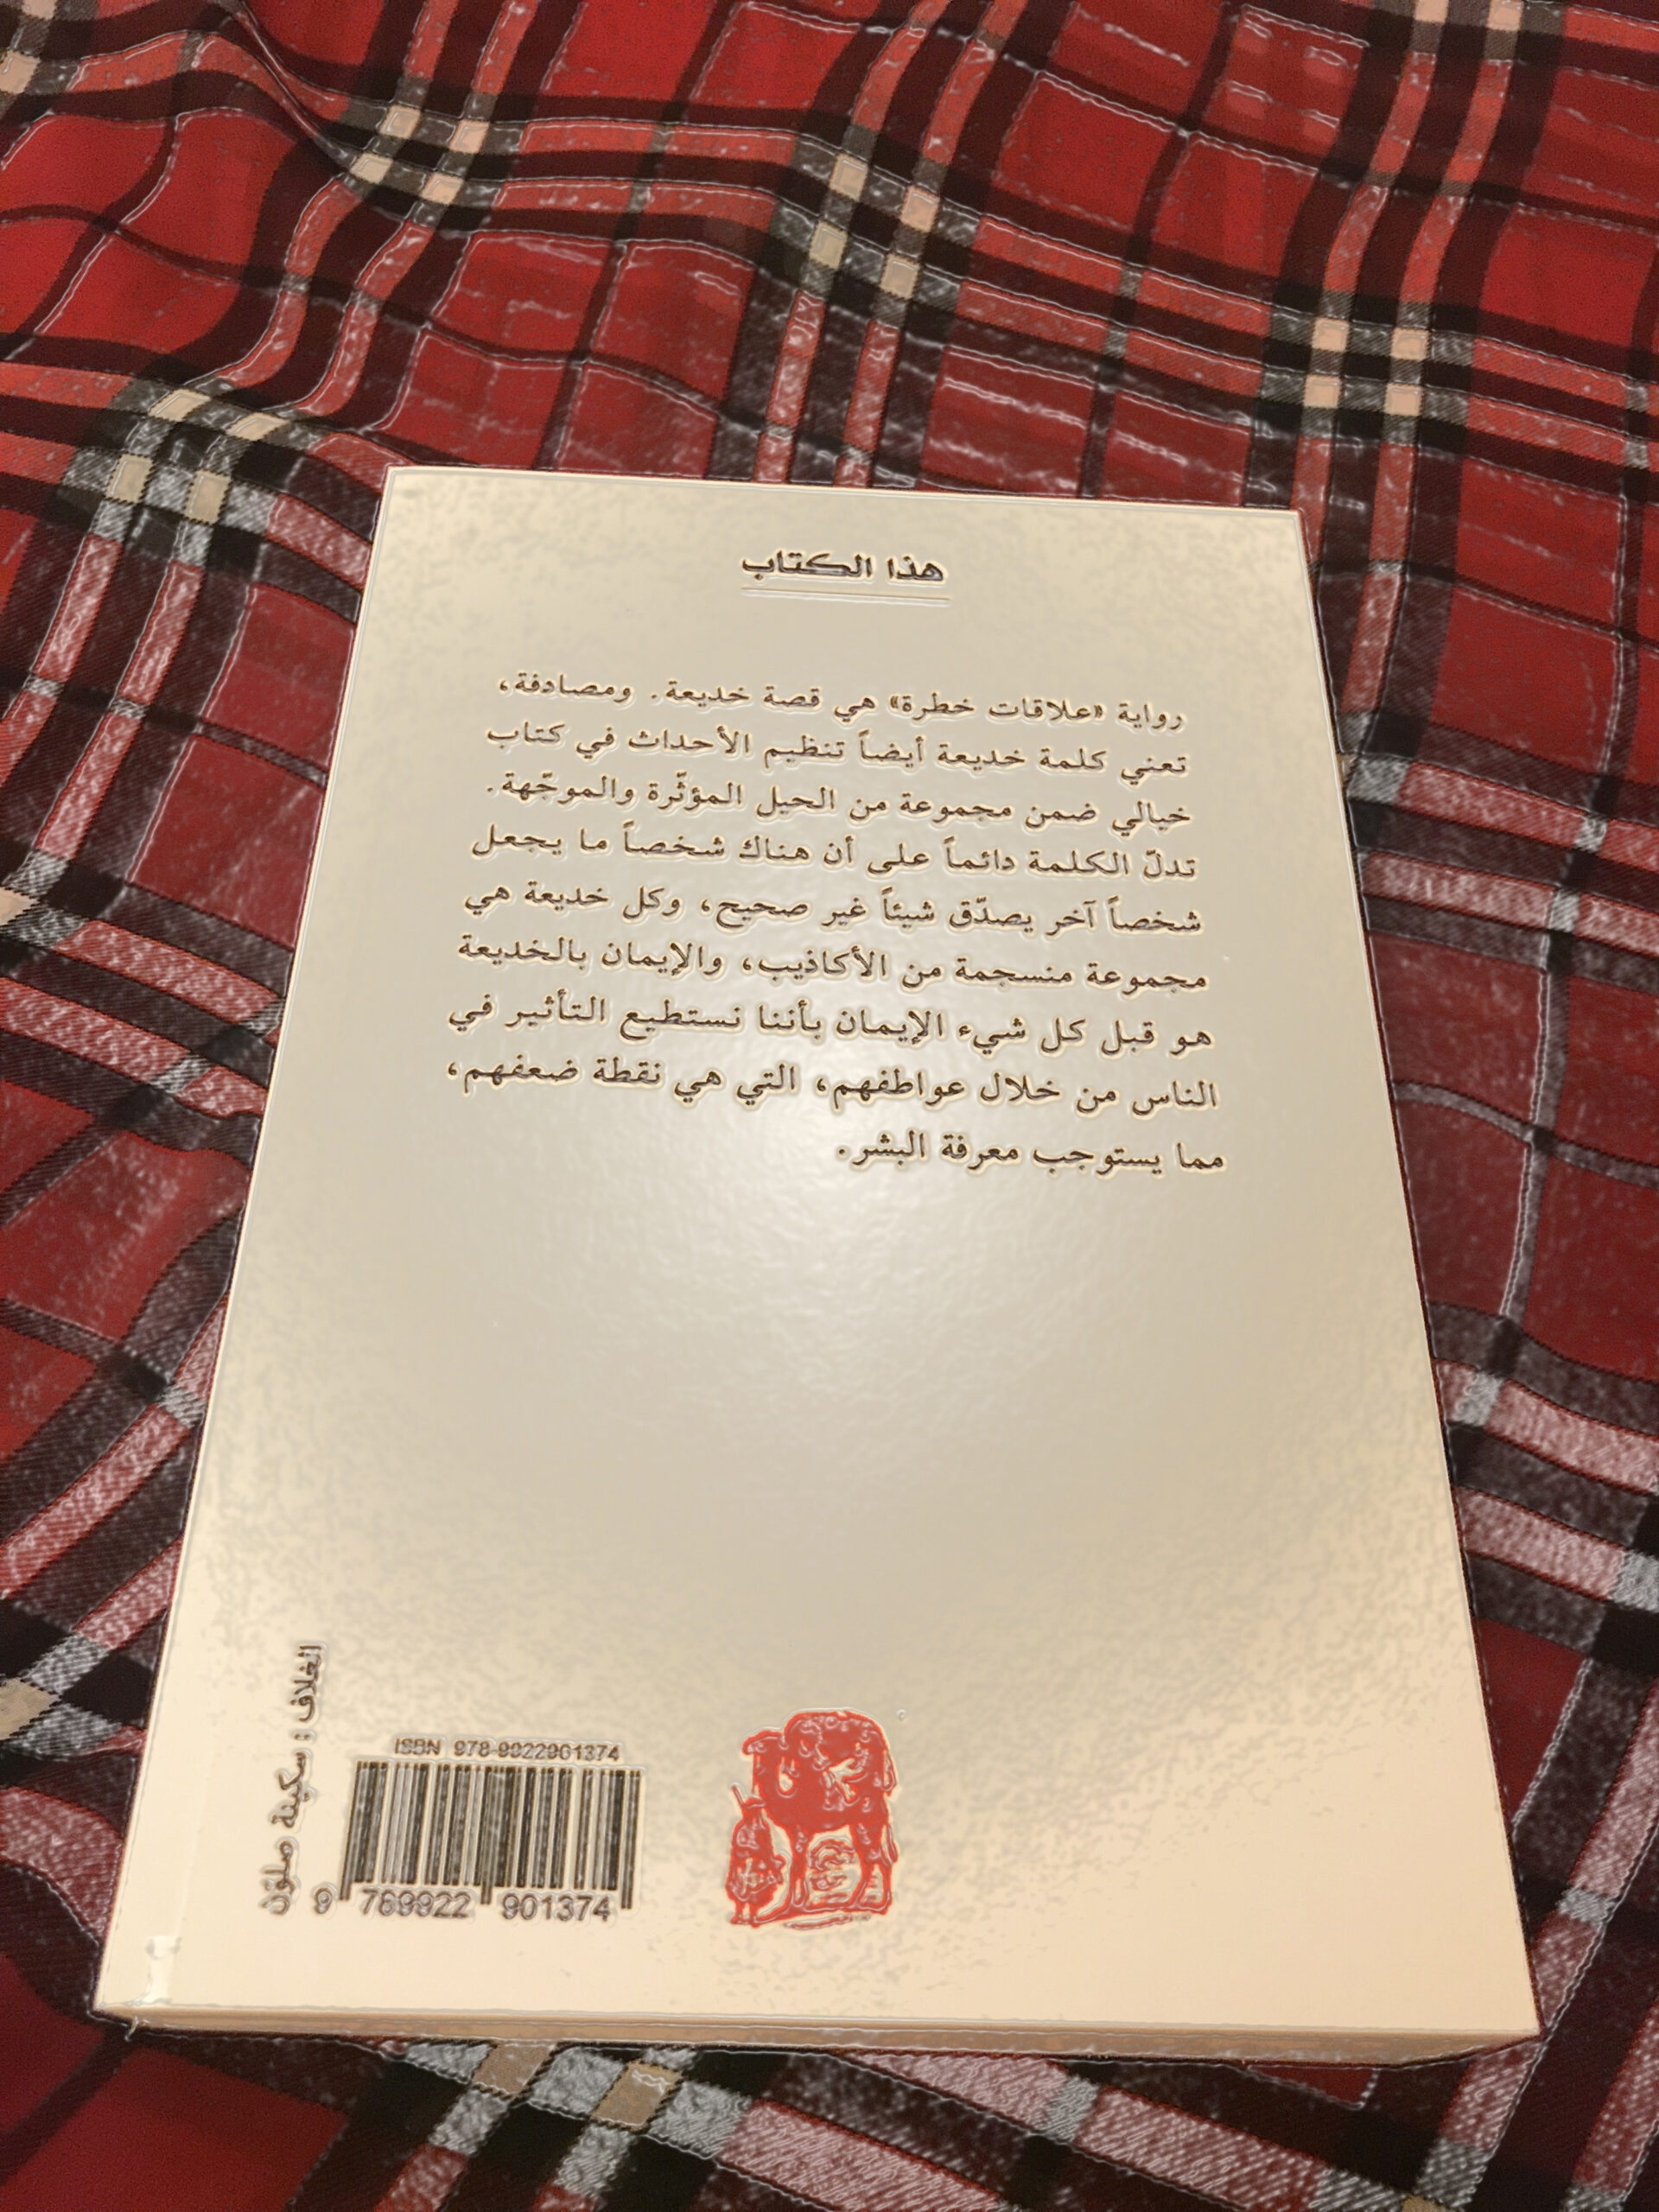 هذا الكتاب
رواية «علاقات خطرة» هي قصة خديعة. ومصادفة،
تعني كلمة خديعة أيضاً تنظيم الأحداث في كتاب
خيالي ضمن مجموعة من الحيل المؤثّرة والموجّهة.
تدلّ الكلمة دائماً على أن هناك شخصاً ما يجعل
شخصاً آخر يصدّق شيئاً غير صحيح، وكل خديعة هي
مجموعة منسجمة من الأكاذيب، والإيمان بالخديعة
هو قبل كل شيء الإيمان بأننا نستطيع التأثير في
الناس من خلال عواطفهم، التي هي نقطة ضعفهم،
مما يستوجب معرفة البشر.
الغلاف: سكينة صلوّن
ISBN 978-9922901374
9 789922 901374